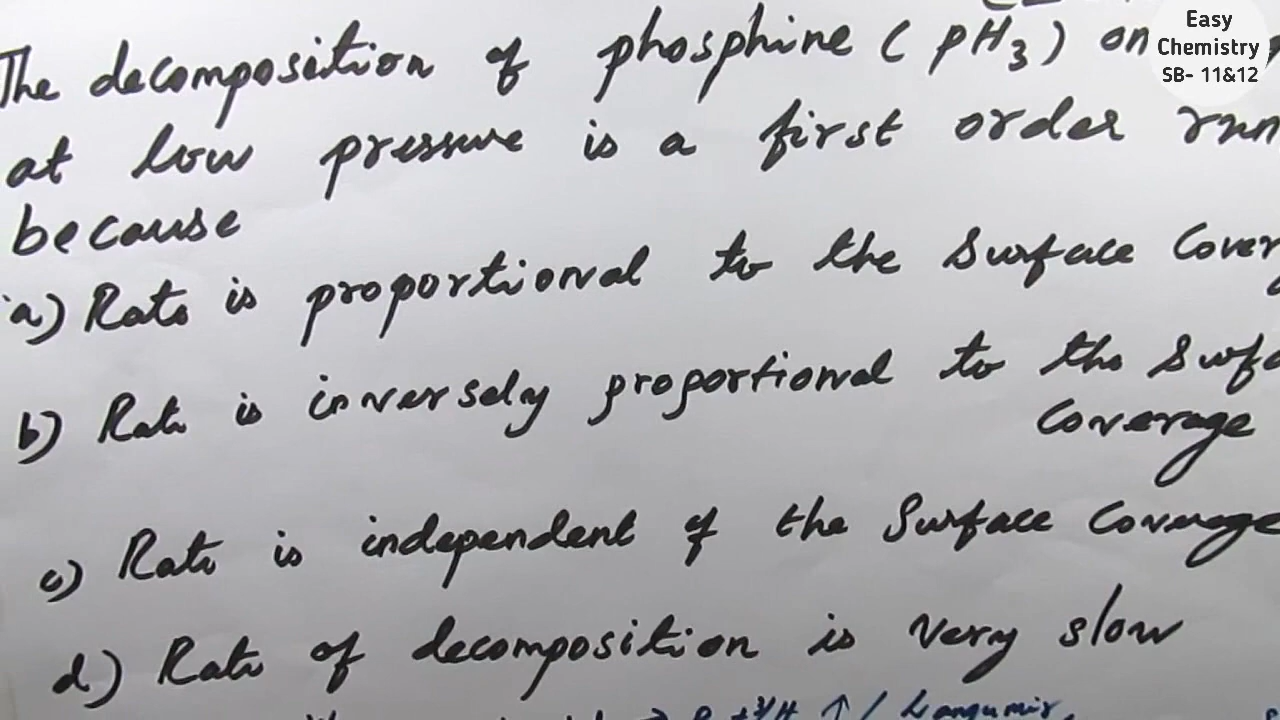 Easy
Chemistry
SB- 11&12
The decomposition of phosphine (pH3) on
at low pressure is a first order rxn
because
a) Rate is proportional to the Surface Cover
b) Rate is inversely proportional to the Surfa
Coverage
c) Rate is independent of the Surface Coverage
d) Rate of decomposition is very slow
Langumir